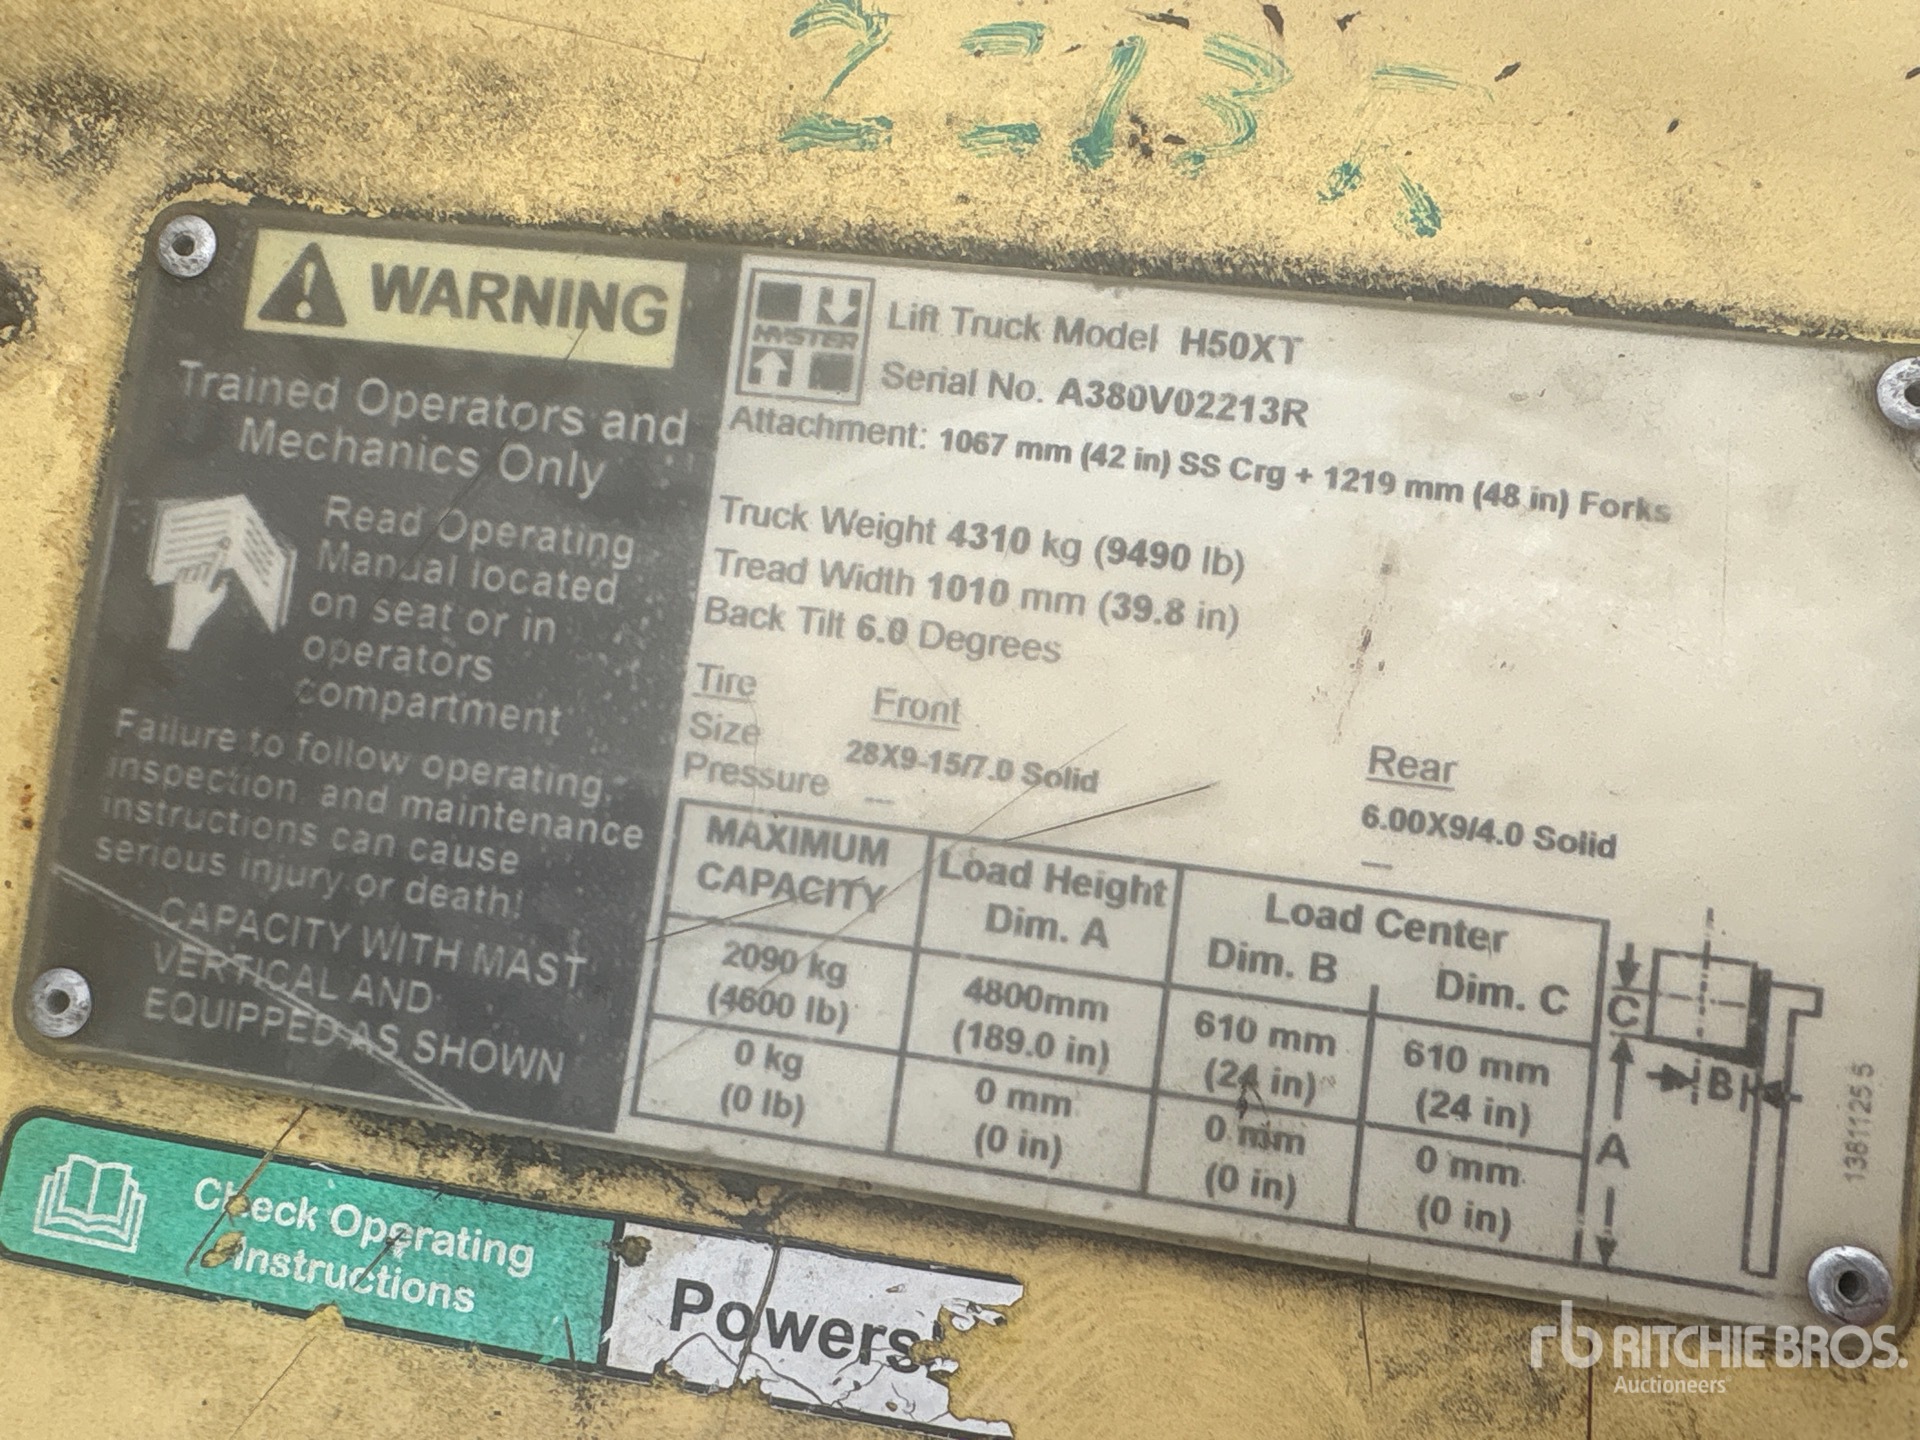 WARNING
Trained Operators and
Mechanics Only
Read Operating
Manual located
on seat or in
operators
compartment
Failure to follow operating,
inspection and maintenance
instructions can cause
serious injury or death!
CAPACITY WITH MAST
VERTICAL AND
EQUIPPED AS SHOWN
HYSTER
Lift Truck Model H50XT
Serial No. A380V02213R
Attachment: 1067 mm (42 in) SS Crg + 1219 mm (48 in) Forks
Truck Weight 4310 kg (9490 lb)
Tread Width 1010 mm (39.8 in)
Back Tilt 6.0 Degrees
Tire Front Rear
Size 28X9-15/7.0 Solid 6.00X9/4.0 Solid
Pressure --- ---
MAXIMUM CAPACITY Load Height Dim. A Load Center Dim. B Dim. C
2090 kg 4800mm 610 mm 610 mm
(4600 lb) (189.0 in) (24 in) (24 in)
0 kg 0 mm 0 mm 0 mm
(0 lb) (0 in) (0 in) (0 in)
C
B
A
1381125 5
Check Operating
Instructions
Powers
rb RITCHIE BROS.
Auctioneers